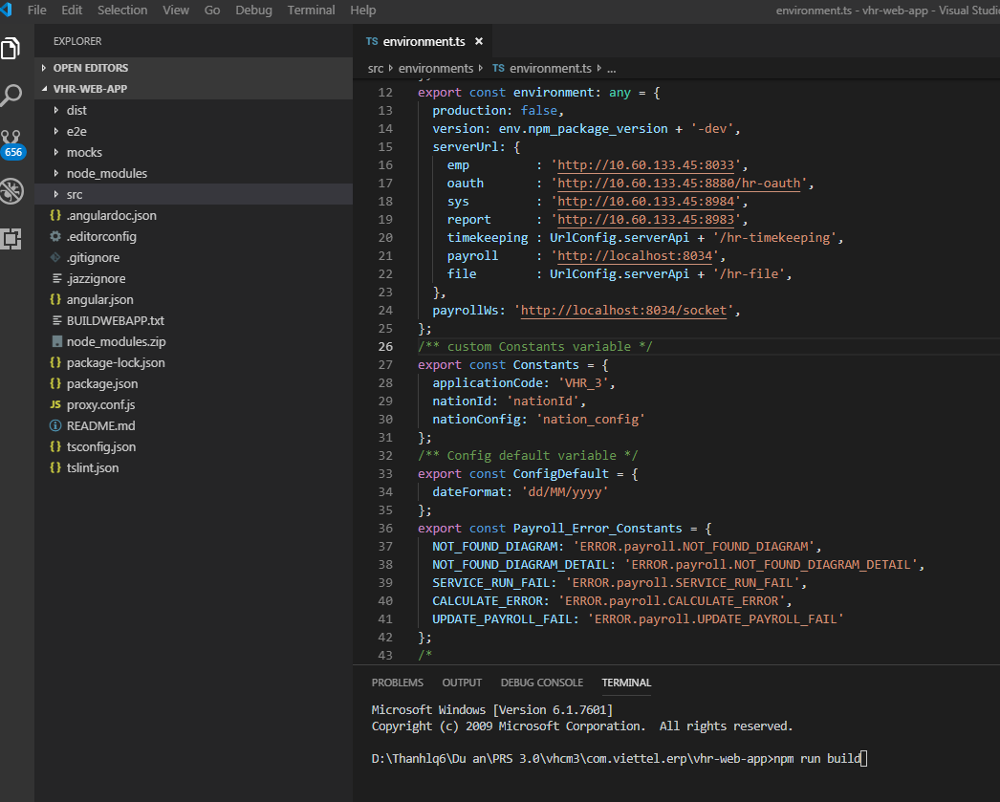 File Edit Selection View Go Debug Terminal Help
environment.ts - vhr-web-app - Visual Studio
EXPLORER
OPEN EDITORS
VHR-WEB-APP
dist
e2e
mocks
656
node_modules
src
{} .angulardoc.json
.editorconfig
.gitignore
.jazzignore
{} angular.json
BUILDWEBAPP.txt
node_modules.zip
{} package-lock.json
{} package.json
JS proxy.conf.js
README.md
{} tsconfig.json
{} tslint.json
TS environment.ts ×
src environments TS environment.ts ...
12 export const environment: any = {
13 production: false,
14 version: env.npm_package_version + '-dev',
15 serverUrl: {
16 emp : 'http://10.60.133.45:8033',
17 oauth : 'http://10.60.133.45:8880/hr-oauth',
18 sys : 'http://10.60.133.45:8984',
19 report : 'http://10.60.133.45:8983',
20 timekeeping : UrlConfig.serverApi + '/hr-timekeeping',
21 payroll : 'http://localhost:8034',
22 file : UrlConfig.serverApi + '/hr-file',
23 },
24 payrollWs: 'http://localhost:8034/socket',
25 };
26 /** custom Constants variable */
27 export const Constants = {
28 applicationCode: 'VHR_3',
29 nationId: 'nationId',
30 nationConfig: 'nation_config'
31 };
32 /** Config default variable */
33 export const ConfigDefault = {
34 dateFormat: 'dd/MM/yyyy'
35 };
36 export const Payroll_Error_Constants = {
37 NOT_FOUND_DIAGRAM: 'ERROR.payroll.NOT_FOUND_DIAGRAM',
38 NOT_FOUND_DIAGRAM_DETAIL: 'ERROR.payroll.NOT_FOUND_DIAGRAM_DETAIL',
39 SERVICE_RUN_FAIL: 'ERROR.payroll.SERVICE_RUN_FAIL',
40 CALCULATE_ERROR: 'ERROR.payroll.CALCULATE_ERROR',
41 UPDATE_PAYROLL_FAIL: 'ERROR.payroll.UPDATE_PAYROLL_FAIL'
42 };
43 /*
PROBLEMS OUTPUT DEBUG CONSOLE TERMINAL
Microsoft Windows [Version 6.1.7601]
Copyright (c) 2009 Microsoft Corporation. All rights reserved.
D:\Thanhlq6\Du an\PRS 3.0\vhcm3\com.viettel.erp\vhr-web-app>npm run build